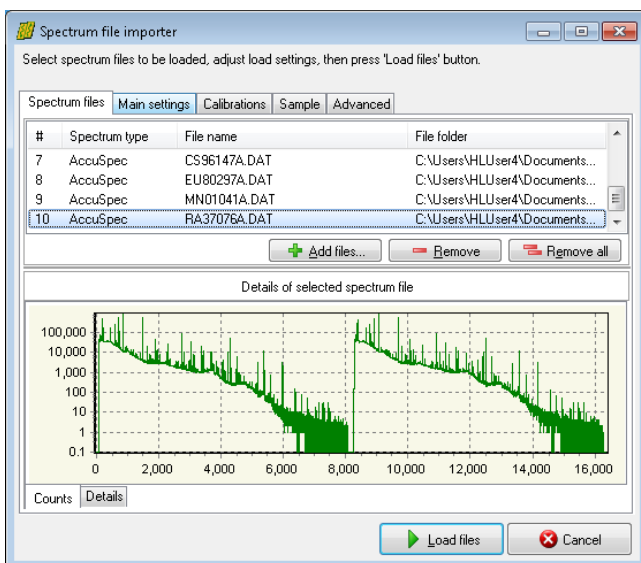 Spectrum file importer
Select spectrum files to be loaded, adjust load settings, then press 'Load files' button.
Spectrum files Main settings Calibrations Sample Advanced
# Spectrum type File name File folder
7 AccuSpec CS96147A.DAT C:\Users\HLUser4\Documents...
8 AccuSpec EU80297A.DAT C:\Users\HLUser4\Documents...
9 AccuSpec MN01041A.DAT C:\Users\HLUser4\Documents...
10 AccuSpec RA37076A.DAT C:\Users\HLUser4\Documents...
Add files... Remove Remove all
Details of selected spectrum file
100,000
10,000
1,000
100
10
1
0.1
0 2,000 4,000 6,000 8,000 10,000 12,000 14,000 16,000
Counts Details
Load files Cancel